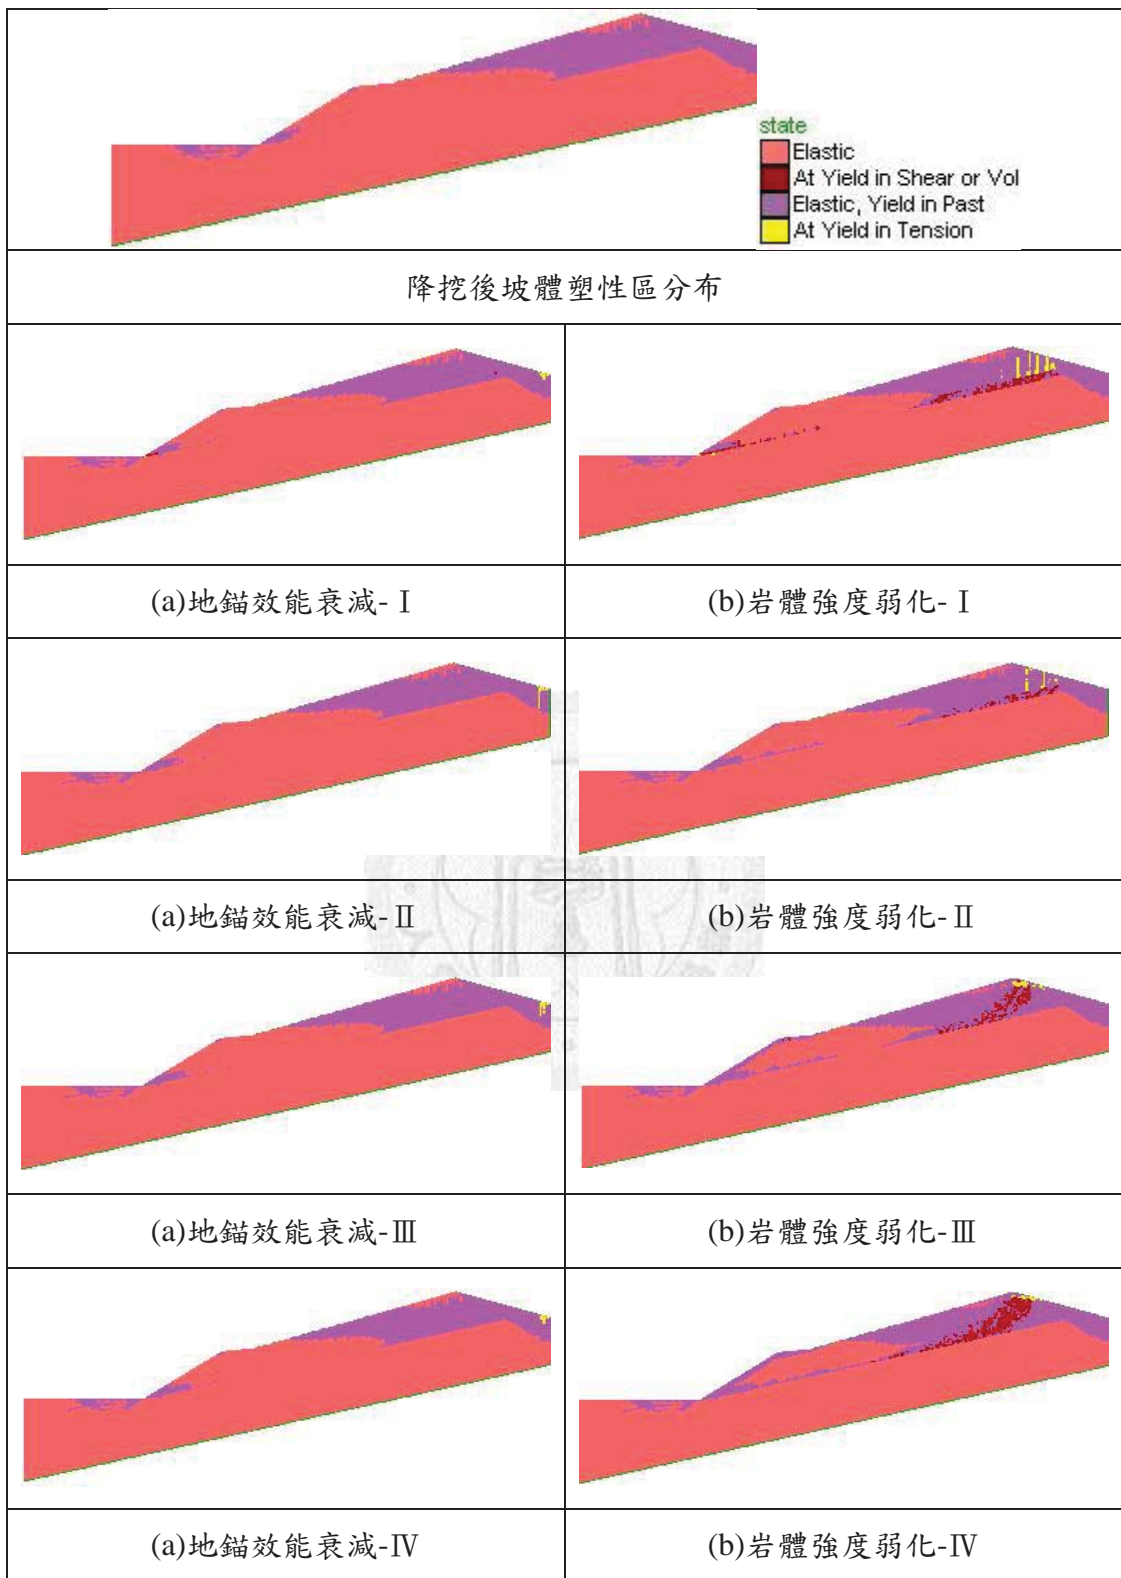 state
Elastic
At Yield in Shear or Vol
Elastic, Yield in Past
At Yield in Tension
降挖後坡體塑性區分布
(a)地錨效能衰減-Ⅰ
(b)岩體強度弱化-Ⅰ
(a)地錨效能衰減-Ⅱ
(b)岩體強度弱化-Ⅱ
(a)地錨效能衰減-Ⅲ
(b)岩體強度弱化-Ⅲ
(a)地錨效能衰減-Ⅳ
(b)岩體強度弱化-Ⅳ